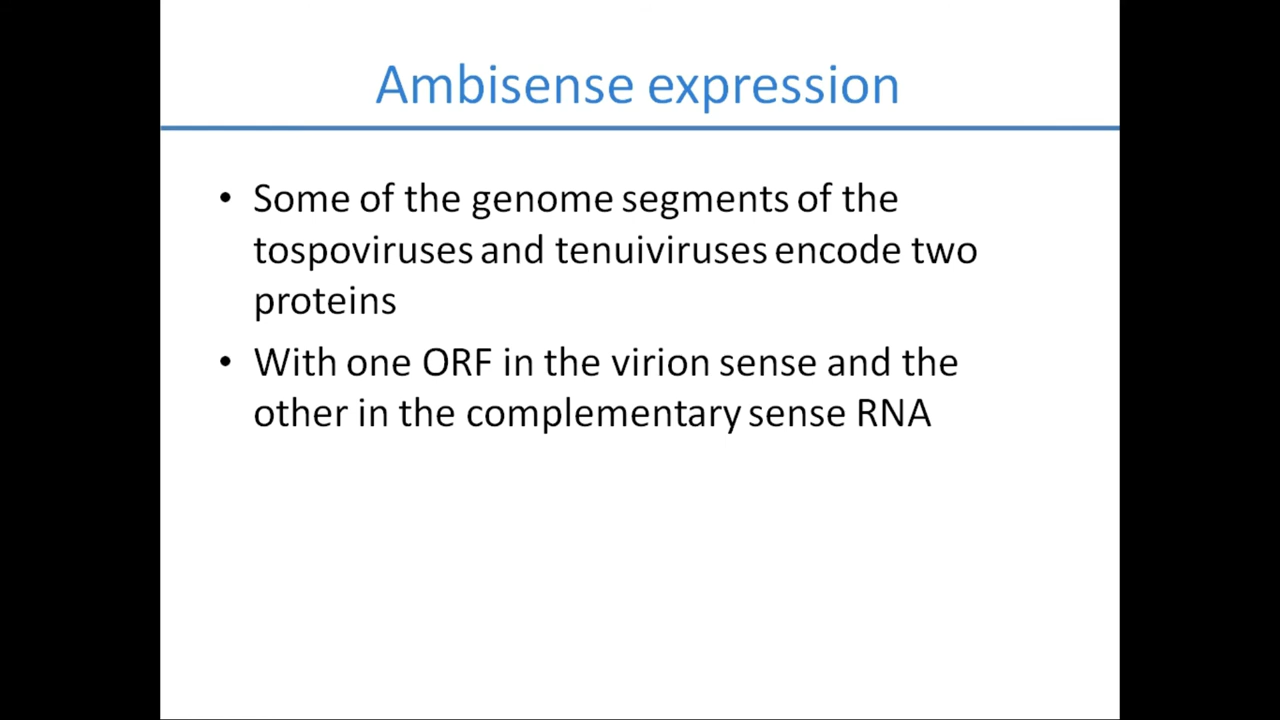 Ambisense expression
• Some of the genome segments of the
tospoviruses and tenuiviruses encode two
proteins
• With one ORF in the virion sense and the
other in the complementary sense RNA